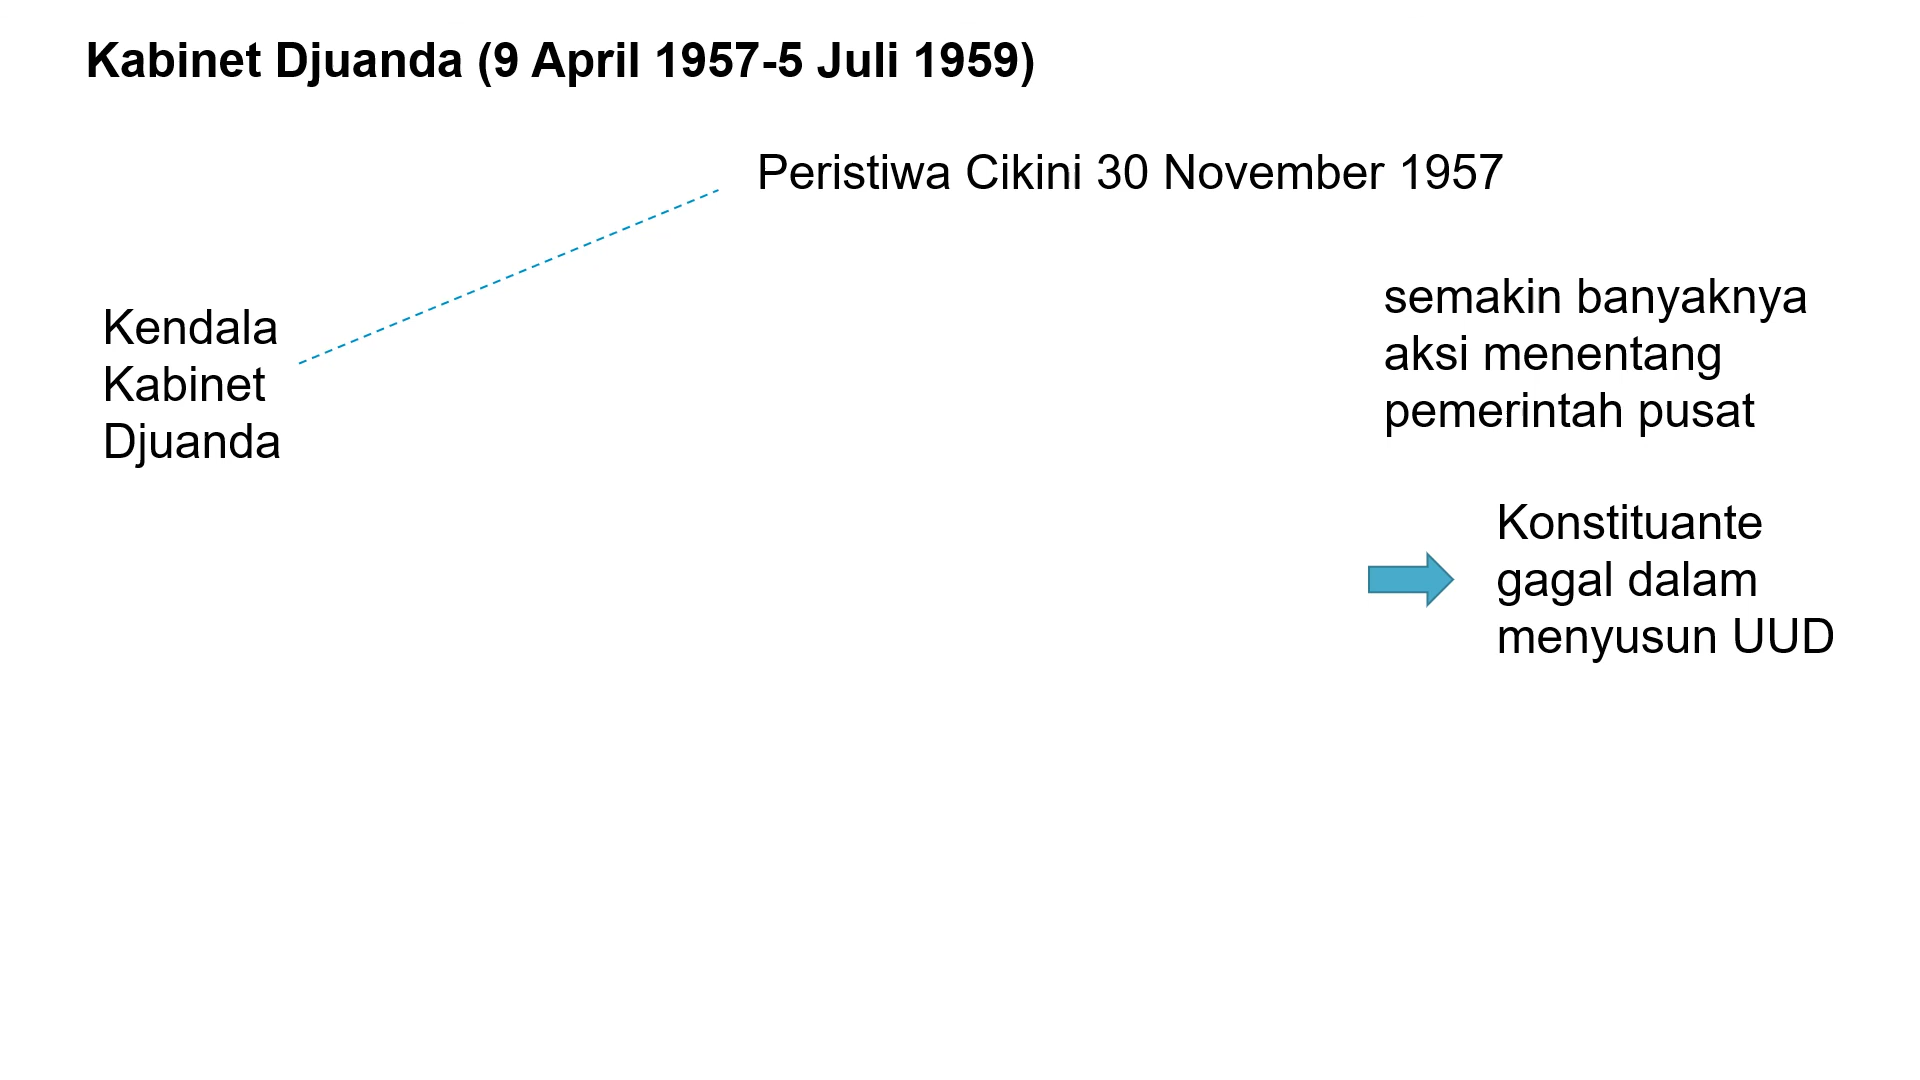 Kabinet Djuanda (9 April 1957-5 Juli 1959)
Peristiwa Cikini 30 November 1957
Kendala
Kabinet
Djuanda
semakin banyaknya
aksi menentang
pemerintah pusat
Konstituante
gagal dalam
menyusun UUD